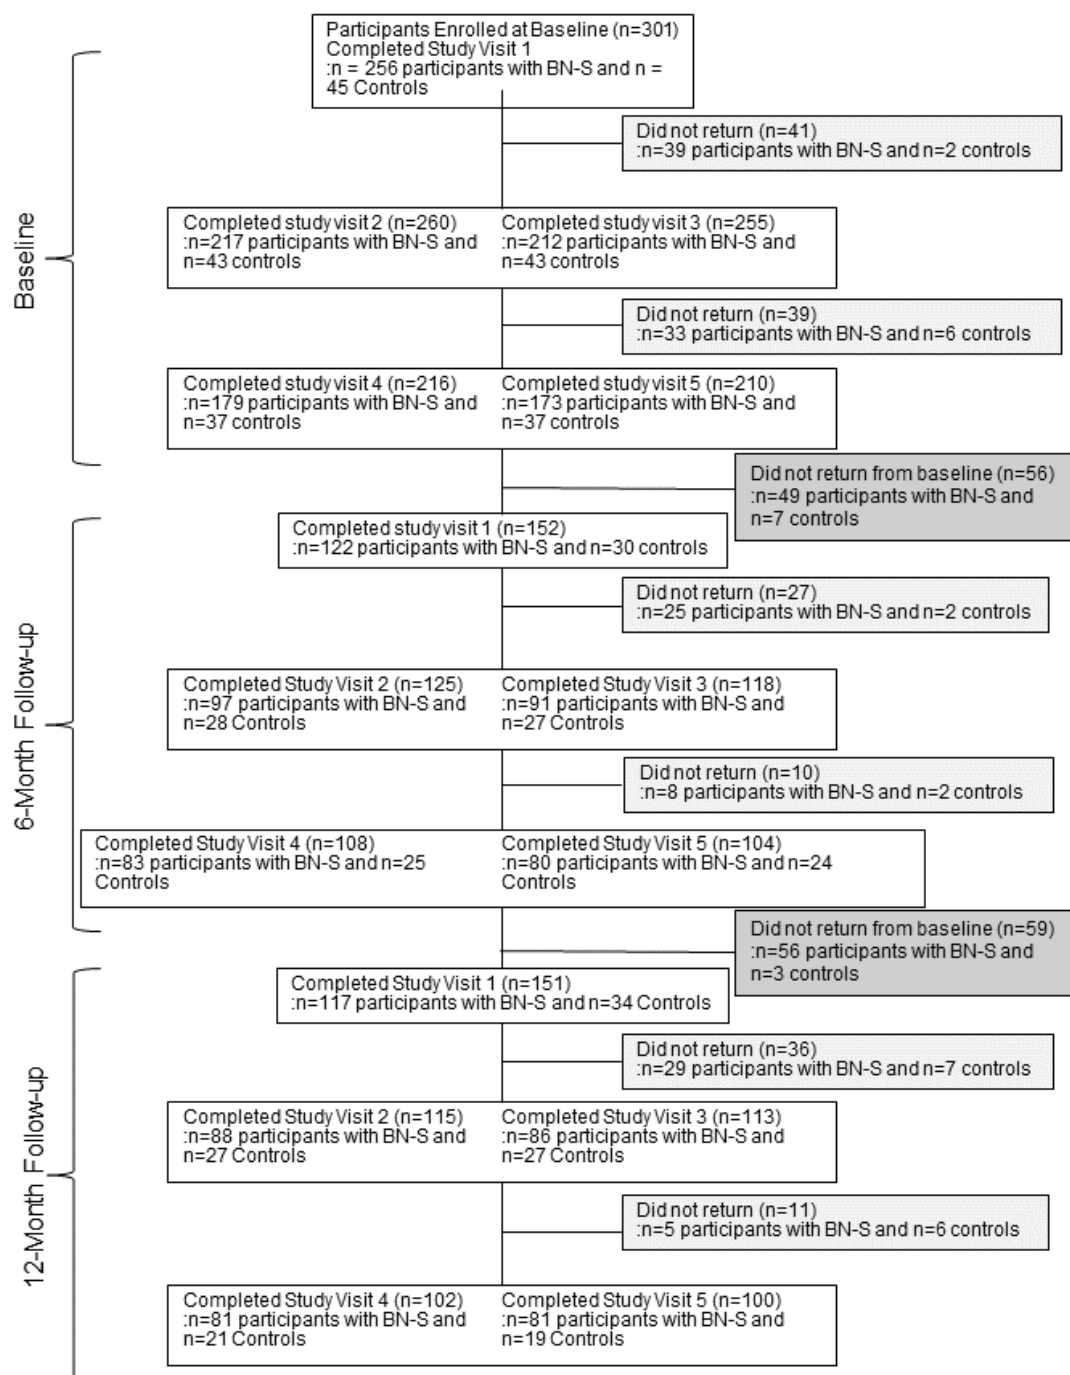 Participants Enrolled at Baseline (n=301)
Completed Study Visit 1
:n = 256 participants with BN-S and n =
45 Controls
Did not return (n=41)
:n=39 participants with BN-S and n=2 controls
Baseline
Completed study visit 2 (n=260)
:n=217 participants with BN-S and
n=43 controls
Completed study visit 3 (n=255)
:n=212 participants with BN-S and
n=43 controls
Did not return (n=39)
:n=33 participants with BN-S and n=6 controls
Completed study visit 4 (n=216)
:n=179 participants with BN-S and
n=37 controls
Completed study visit 5 (n=210)
:n=173 participants with BN-S and
n=37 controls
Did not return from baseline (n=56)
:n=49 participants with BN-S and
n=7 controls
6-Month Follow-up
Completed study visit 1 (n=152)
:n=122 participants with BN-S and n=30 controls
Did not return (n=27)
:n=25 participants with BN-S and n=2 controls
Completed Study Visit 2 (n=125)
:n=97 participants with BN-S and
n=28 Controls
Completed Study Visit 3 (n=118)
:n=91 participants with BN-S and
n=27 Controls
Did not return (n=10)
:n=8 participants with BN-S and n=2 controls
Completed Study Visit 4 (n=108)
:n=83 participants with BN-S and n=25
Controls
Completed Study Visit 5 (n=104)
:n=80 participants with BN-S and n=24
Controls
Did not return from baseline (n=59)
:n=56 participants with BN-S and
n=3 controls
12-Month Follow-up
Completed Study Visit 1 (n=151)
:n=117 participants with BN-S and n=34 Controls
Did not return (n=36)
:n=29 participants with BN-S and n=7 controls
Completed Study Visit 2 (n=115)
:n=88 participants with BN-S and
n=27 Controls
Completed Study Visit 3 (n=113)
:n=86 participants with BN-S and
n=27 Controls
Did not return (n=11)
:n=5 participants with BN-S and n=6 controls
Completed Study Visit 4 (n=102)
:n=81 participants with BN-S and
n=21 Controls
Completed Study Visit 5 (n=100)
:n=81 participants with BN-S and
n=19 Controls